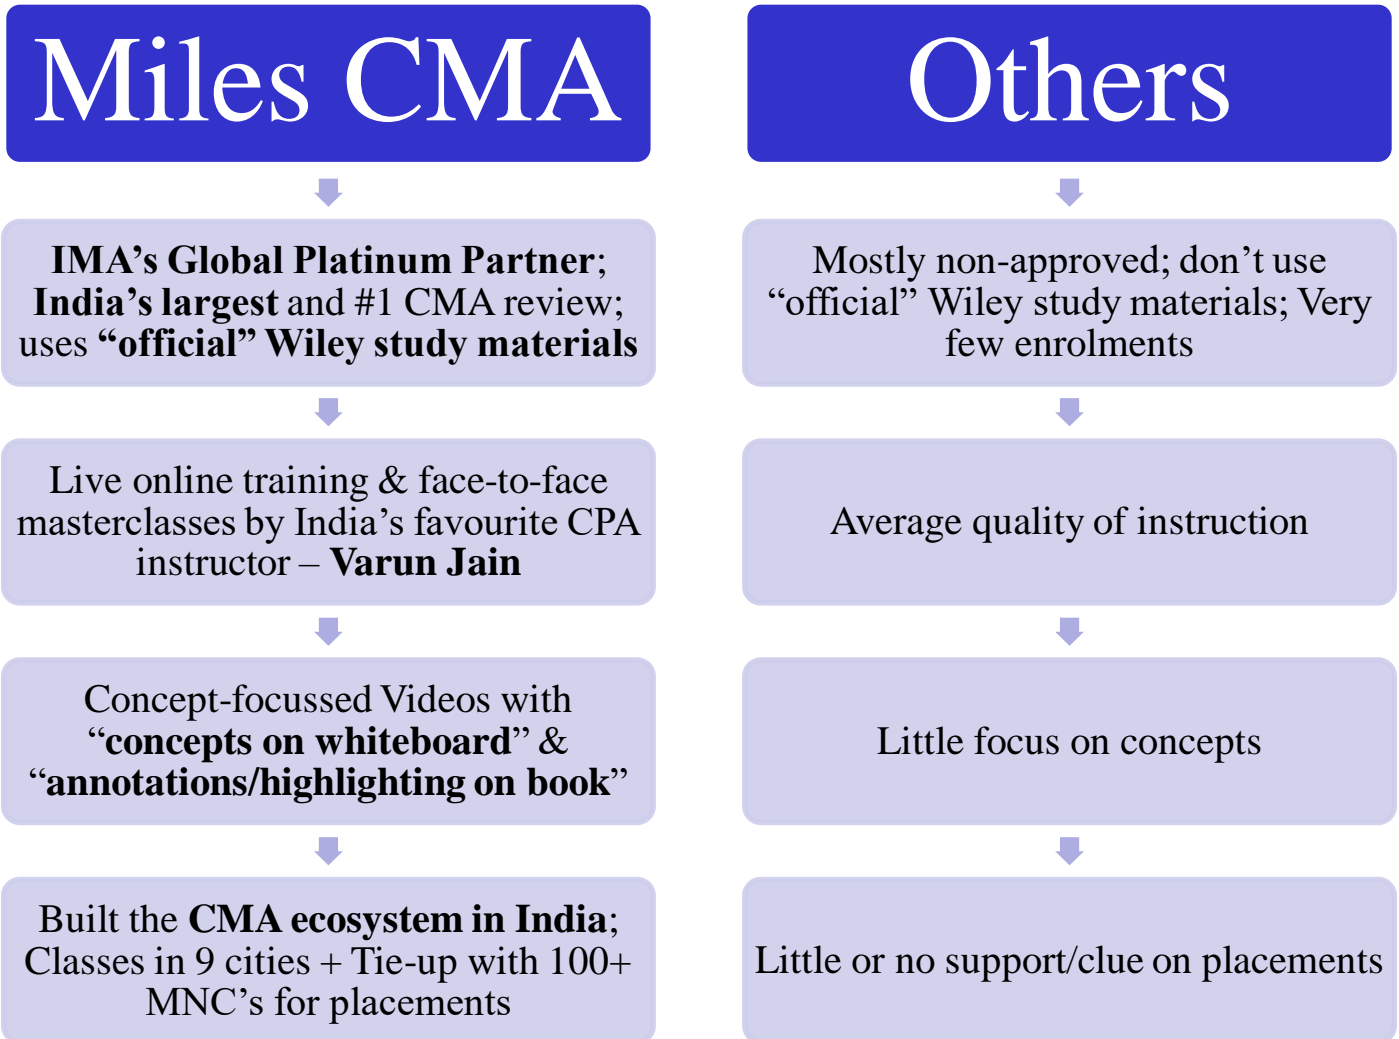 Miles CMA
IMA’s Global Platinum Partner;
India’s largest and #1 CMA review;
uses “official” Wiley study materials
Live online training & face-to-face
masterclasses by India’s favourite CPA
instructor – Varun Jain
Concept-focussed Videos with
“concepts on whiteboard” &
“annotations/highlighting on book”
Built the CMA ecosystem in India;
Classes in 9 cities + Tie-up with 100+
MNC’s for placements
Others
Mostly non-approved; don’t use
“official” Wiley study materials; Very
few enrolments
Average quality of instruction
Little focus on concepts
Little or no support/clue on placements